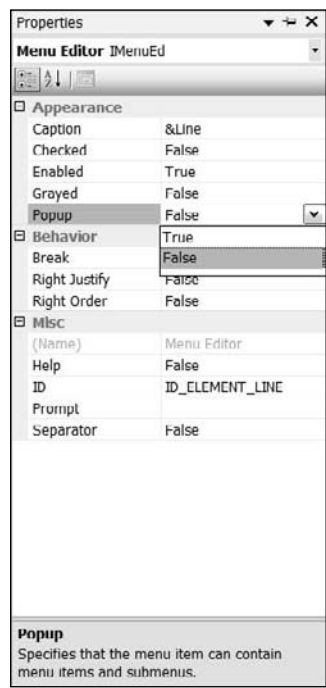 Properties
Menu Editor IMenuEd
Appearance
Caption &Line
Checked False
Enabled True
Grayed False
Popup False
Behavior True
Break False
Right Justify False
Right Order False
Misc
(Name) Menu Editor
Help False
ID ID_ELEMENT_LINE
Prompt
Separator False
Popup
Specifies that the menu item can contain
menu items and submenus.